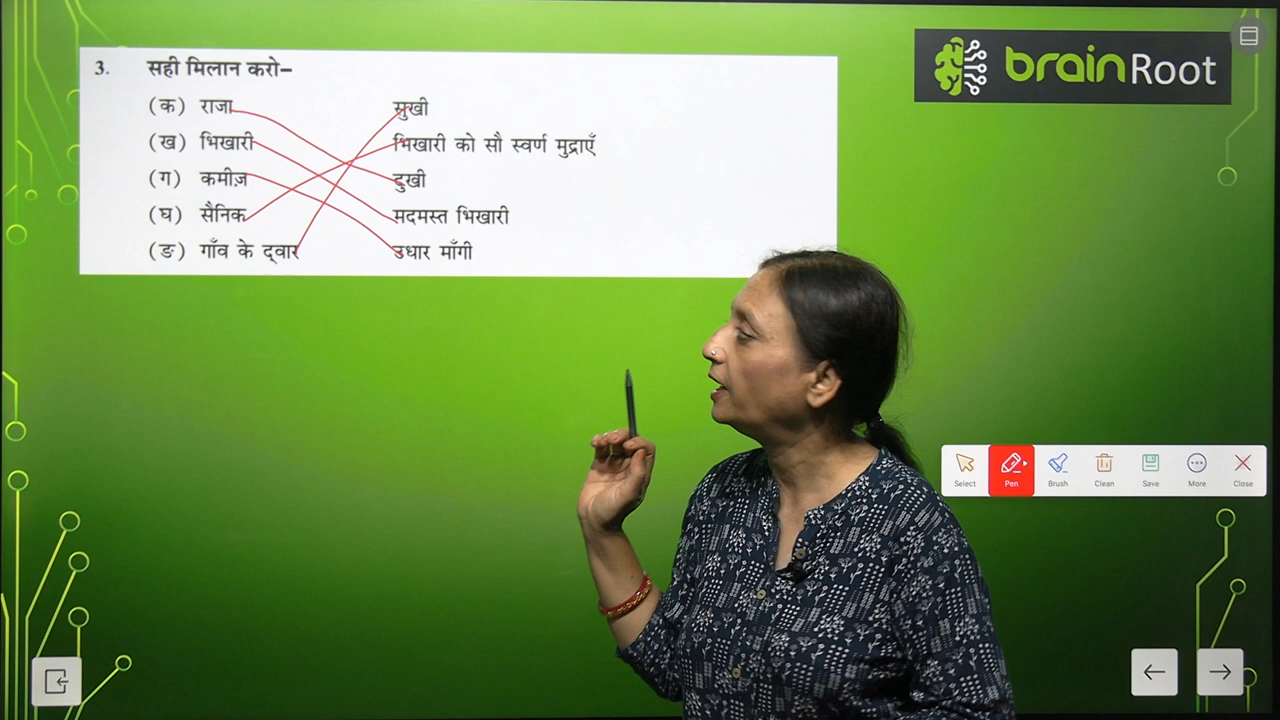 3. सही मिलान करो–
(क) राजा सुखी
(ख) भिखारी भिखारी को सौ स्वर्ण मुद्राएँ
(ग) कमीज़ दुखी
(घ) सैनिक मदमस्त भिखारी
(ङ) गाँव के द्वार उधार माँगी
brainRoot
Select Pen Brush Clean Save More Close